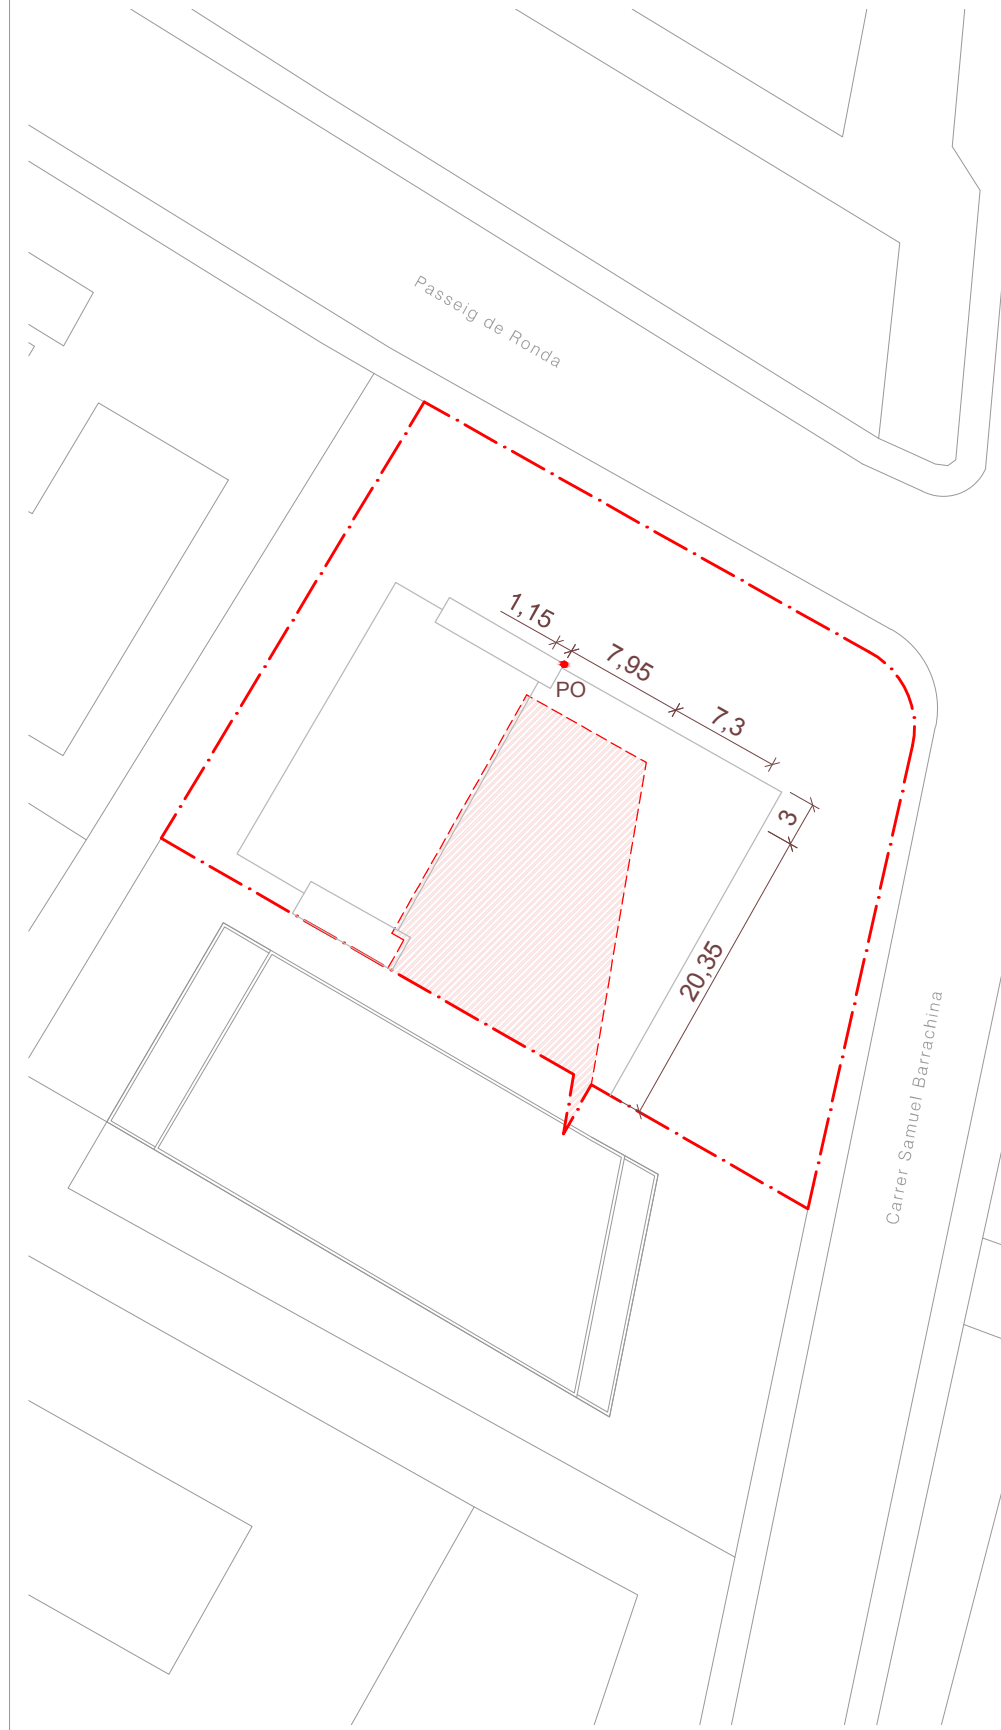 Passeig de Ronda
1,15
7,95
PO
7,3
3
20,35
Carrer Samuel Barrachina